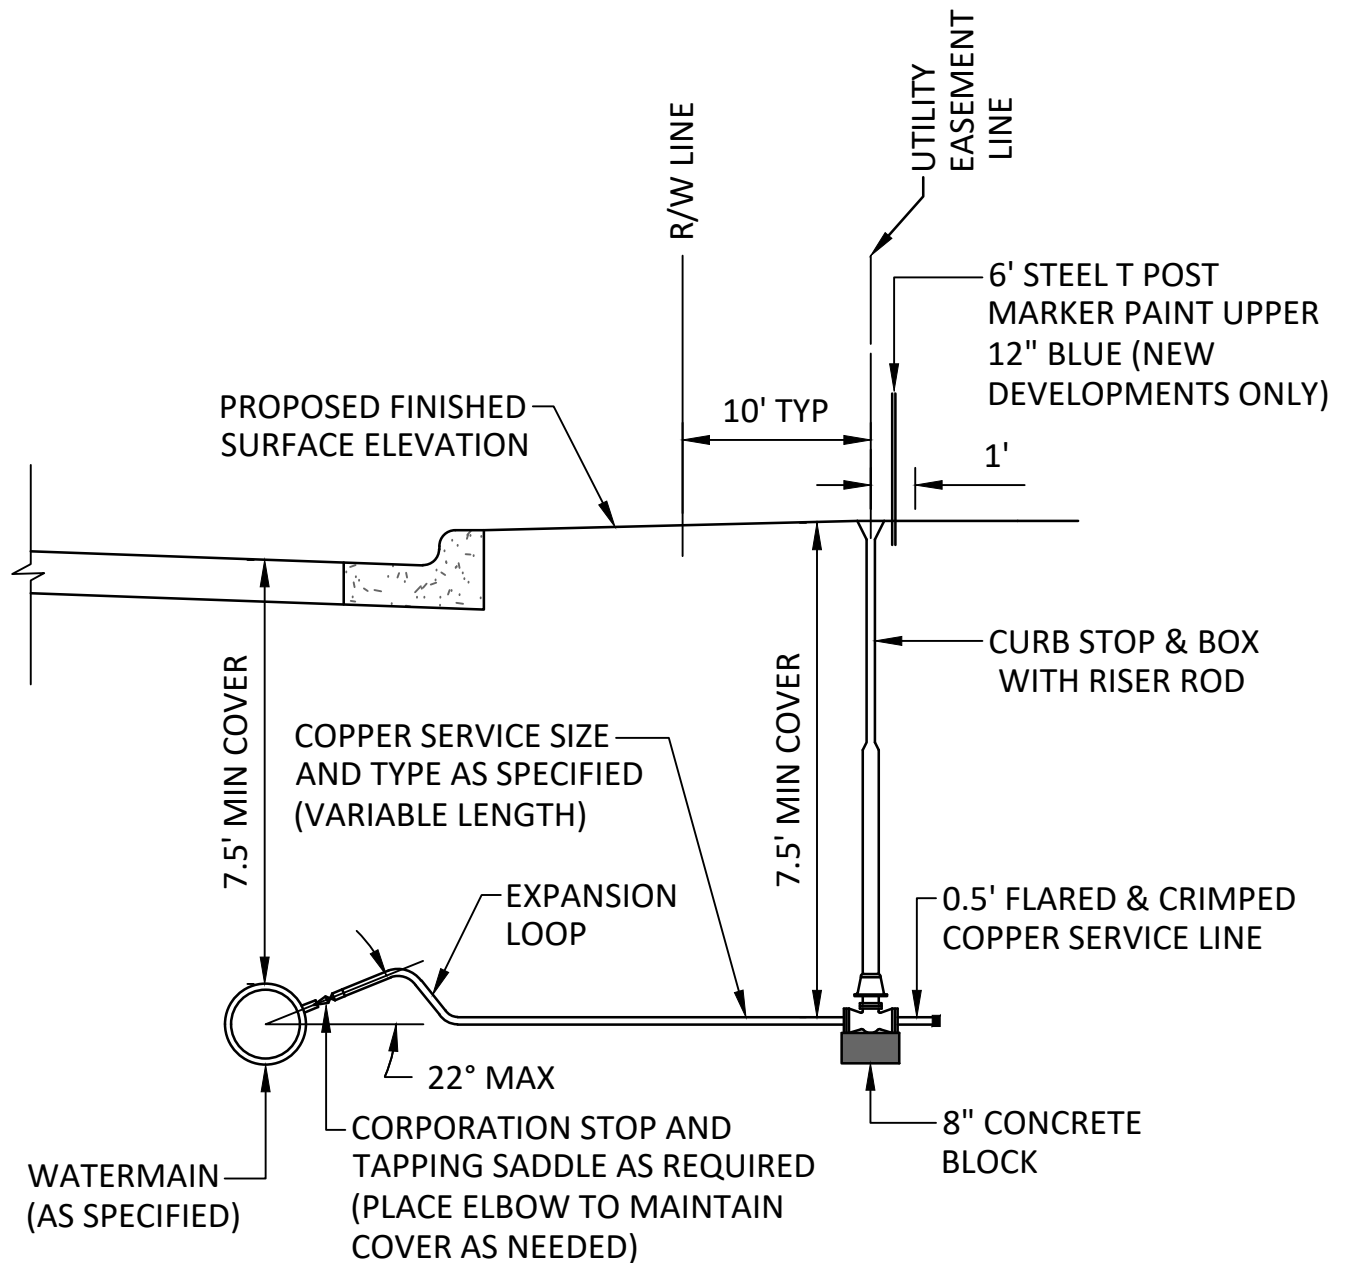 UTILITY
EASEMENT
LINE
R/W LINE
6' STEEL T POST
MARKER PAINT UPPER
12" BLUE (NEW
DEVELOPMENTS ONLY)
PROPOSED FINISHED
SURFACE ELEVATION
10' TYP
1'
7.5' MIN COVER
7.5' MIN COVER
CURB STOP & BOX
WITH RISER ROD
COPPER SERVICE SIZE
AND TYPE AS SPECIFIED
(VARIABLE LENGTH)
EXPANSION
LOOP
0.5' FLARED & CRIMPED
COPPER SERVICE LINE
22° MAX
CORPORATION STOP AND
TAPPING SADDLE AS REQUIRED
(PLACE ELBOW TO MAINTAIN
COVER AS NEEDED)
8" CONCRETE
BLOCK
WATERMAIN
(AS SPECIFIED)